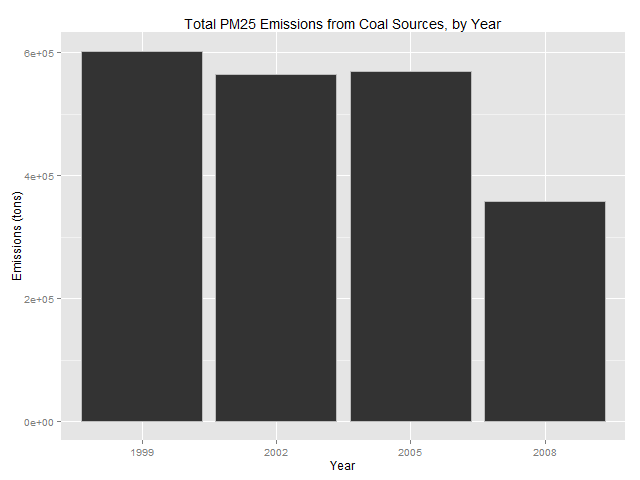 Total PM25 Emissions from Coal Sources, by Year
Emissions (tons)
6e+05
4e+05
2e+05
0e+00
1999 2002 2005 2008
Year